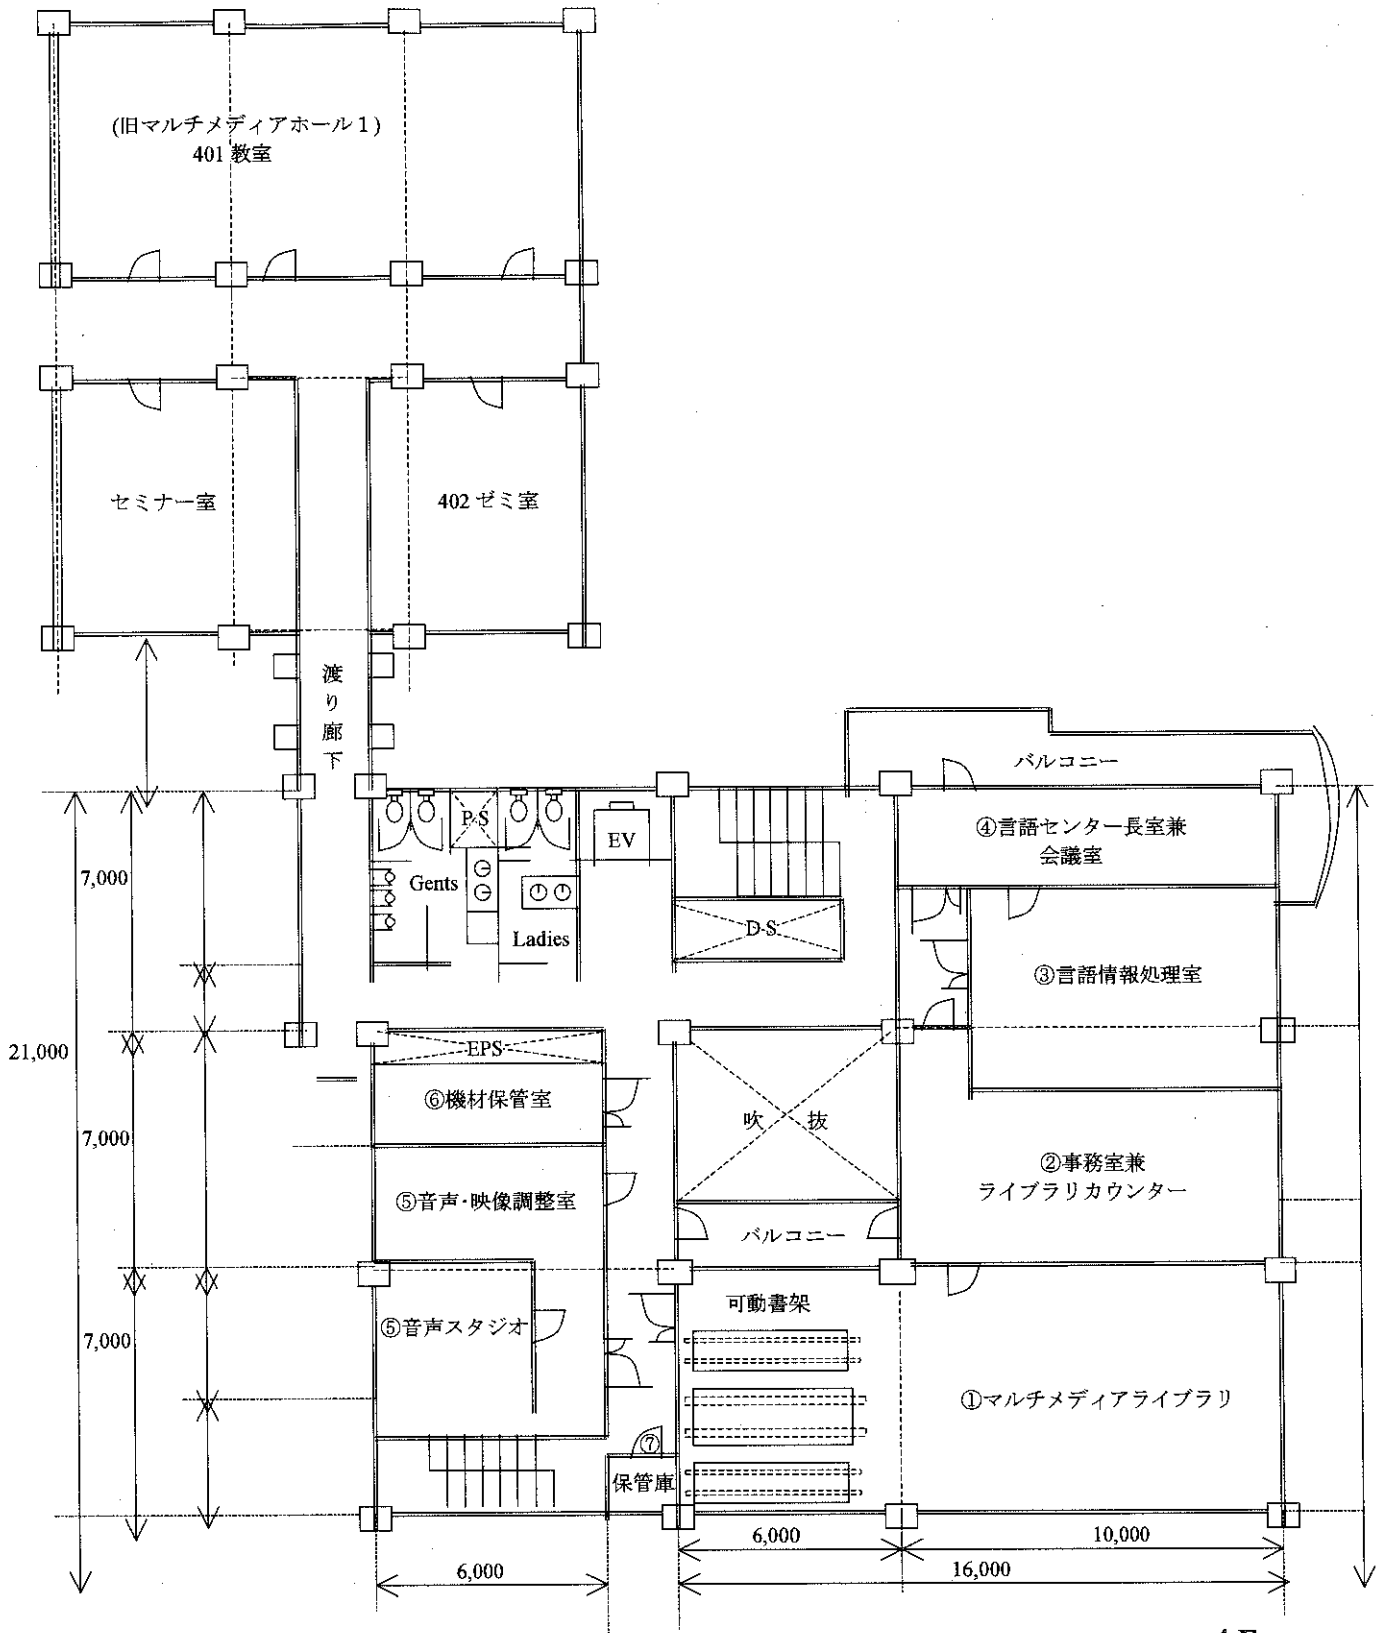 (旧マルチメディアホール1)
401 教室
セミナー室
402 ゼミ室
渡り廊下
バルコニー
P·S
EV
④言語センター長室兼
会議室
7,000
Gents
Ladies
D·S
③言語情報処理室
21,000
EPS
⑥機材保管室
吹 抜
7,000
②事務室兼
ライブラリカウンター
⑤音声・映像調整室
バルコニー
可動書架
7,000
⑤音声スタジオ
①マルチメディアライブラリ
⑦
保管庫
6,000
10,000
6,000
16,000